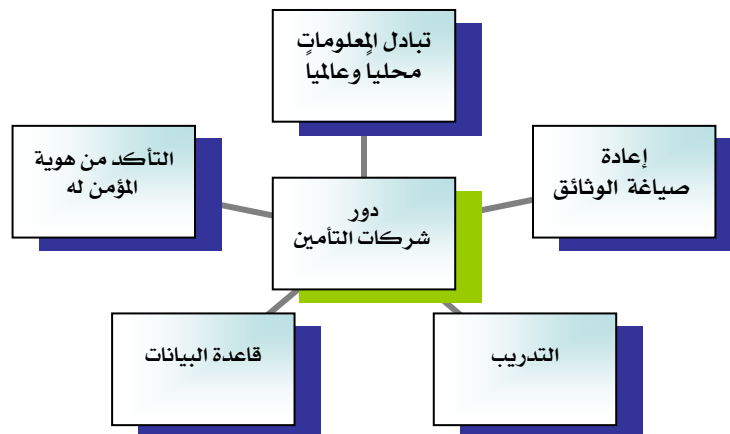 تبادل المعلومات
محليا وعالميا
إعادة
صياغة الوثائق
التأكد من هوية
المؤمن له
دور
شركات التأمين
قاعدة البيانات
التدريب